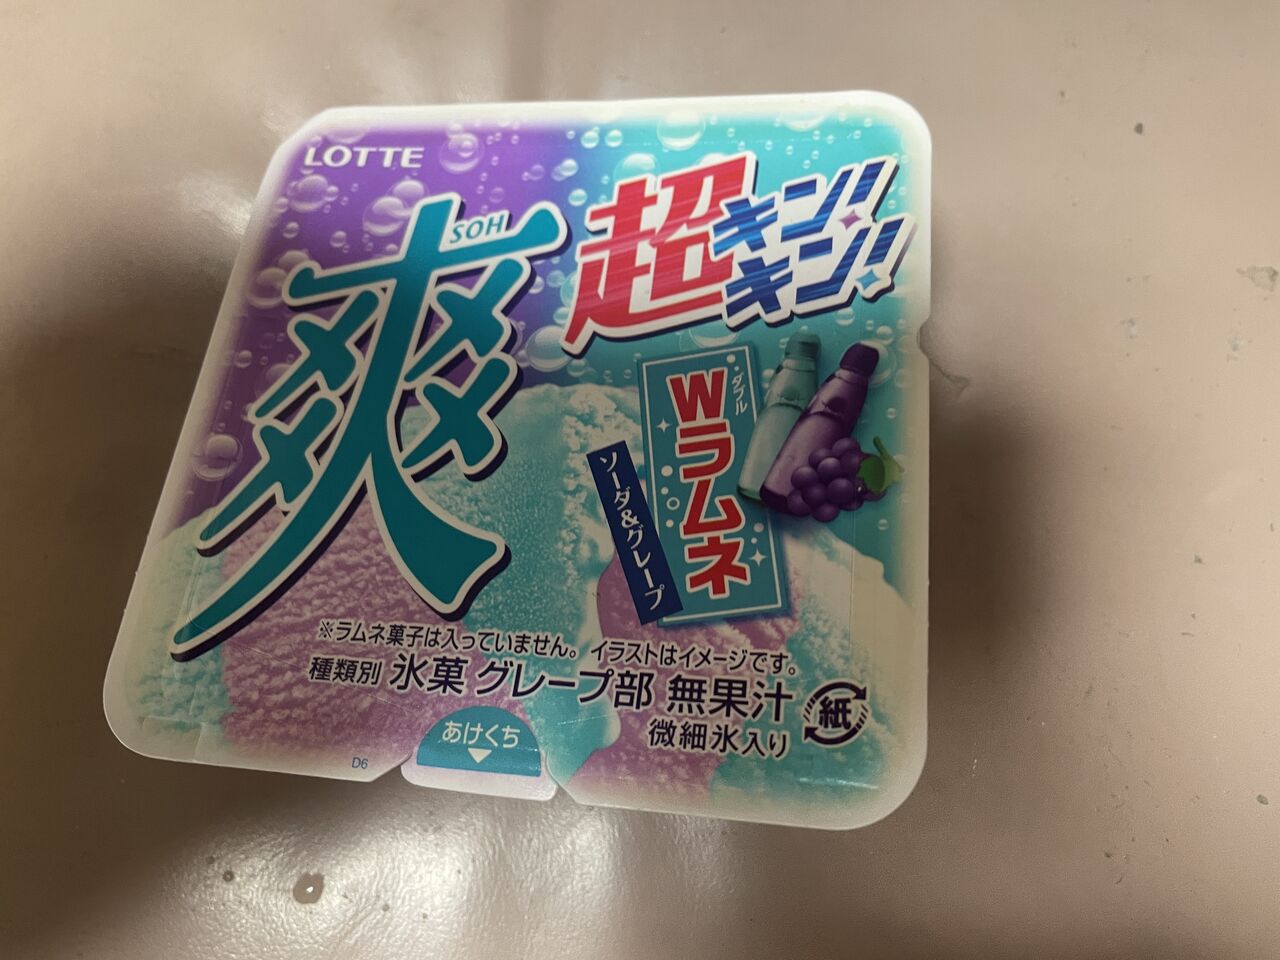 LOTTE
爽
SOH
超キンキン!!
ダブル
Wラムネ
ソーダ&グレープ
※ラムネ菓子は入っていません。 イラストはイメージです。
種類別 氷菓 グレープ部 無果汁
微細氷入り
紙
あけくち
D6